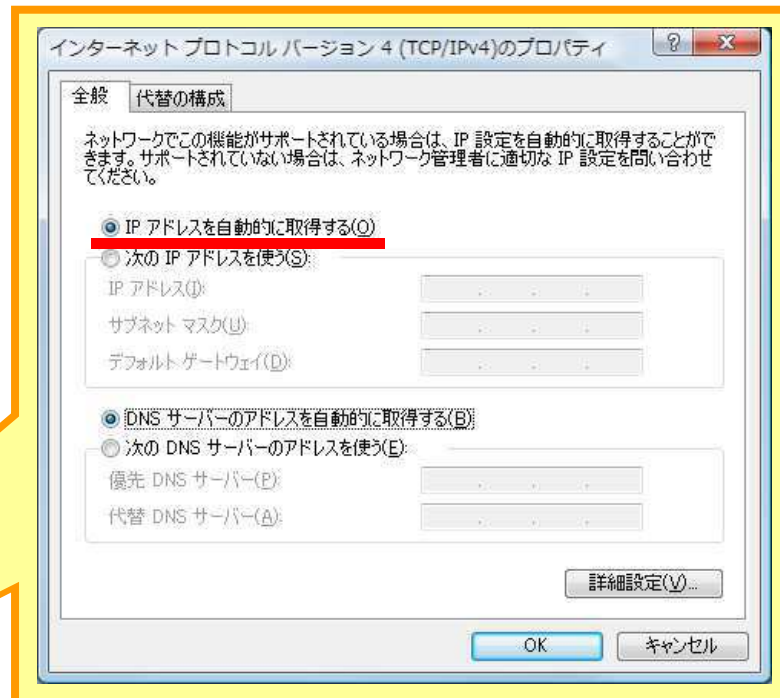 インターネット プロトコル バージョン 4 (TCP/IPv4)のプロパティ
全般
代替の構成
ネットワークでこの機能がサポートされている場合は、IP 設定を自動的に取得することがで
きます。サポートされていない場合は、ネットワーク管理者に適切な IP 設定を問い合わせ
てください。
IP アドレスを自動的に取得する(O)
次の IP アドレスを使う(S):
IP アドレス(I):
サブネット マスク(U):
デフォルト ゲートウェイ(D):
DNS サーバーのアドレスを自動的に取得する(B)
次の DNS サーバーのアドレスを使う(E):
優先 DNS サーバー(P):
代替 DNS サーバー(A):
詳細設定(V)...
OK
キャンセル